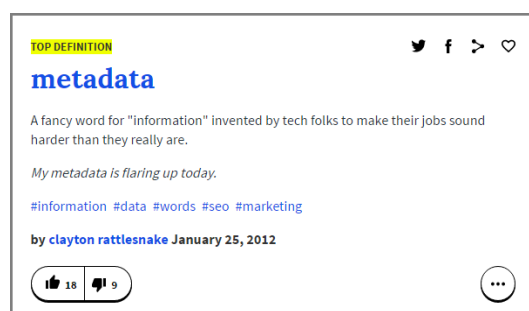 TOP DEFINITION
metadata
A fancy word for "information" invented by tech folks to make their jobs sound
harder than they really are.
My metadata is flaring up today.
#information #data #words #seo #marketing
by clayton rattlesnake January 25, 2012
18 9